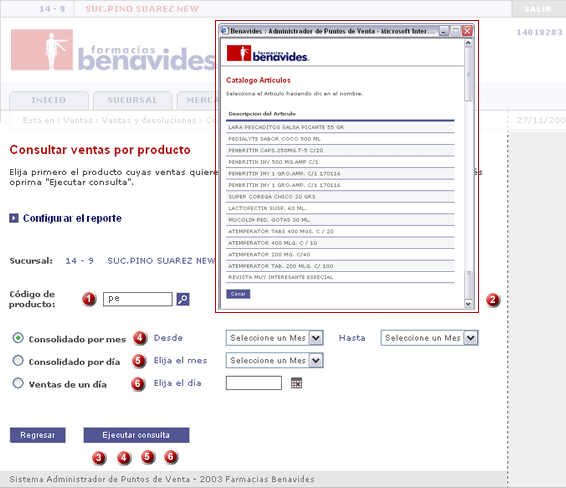 14 - 9 SUC.PINO SUAREZ NEW SALIR
14018283
farmacias
benavides
INICIO SUCURSAL MERCA
Está en : Ventas : Ventas y devoluciones : Co 27/11/200
Benavides : Administrador de Puntos de Venta - Microsoft Inter...
farmacias
benavides
Catalogo Articulos
Selecciona el Articulo haciendo clic en el nombre.
Descripcion del Articulo
LARA PESCADITOS SALSA PICANTE 55 GR
PEDIALYTE SABOR COCO 500 ML
PENBRITIN CAPS.250MG.T-5 C/20
PENBRITIN INY 500 MG.AMP C/1
PENBRITIN INY 1 GRO.AMP. C/1 170116
PENBRITIN INY 1 GRO.AMP. C/1 170116
SUPER COREGA CHICO 20 GRS
LACTOPECTIN SUSP. 60 ML.
MUCOLIN PED. GOTAS 30 ML.
ATEMPERATOR TABS 400 MGS. C / 20
ATEMPERATOR 400 MLG. C / 10
ATEMPERATOR 200 MG. C/40
ATEMPERATOR TAB. 200 MLG. C/ 100
REVISTA MUY INTERESANTE ESPECIAL
Cerrar
Consultar ventas por producto
Elija primero el producto cuyas ventas quiere és
oprima "Ejecutar consulta".
Configurar el reporte
Sucursal: 14 - 9 SUC.PINO SUAREZ NEW
Código de
producto: 1 pe 2
Consolidado por mes 4 Desde Seleccione un Mes Hasta Seleccione un Mes
Consolidado por día 5 Elija el mes Seleccione un Mes
Ventas de un día 6 Elija el día
Regresar Ejecutar consulta
3 4 5 6
Sistema Administrador de Puntos de Venta - 2003 Farmacias Benavides